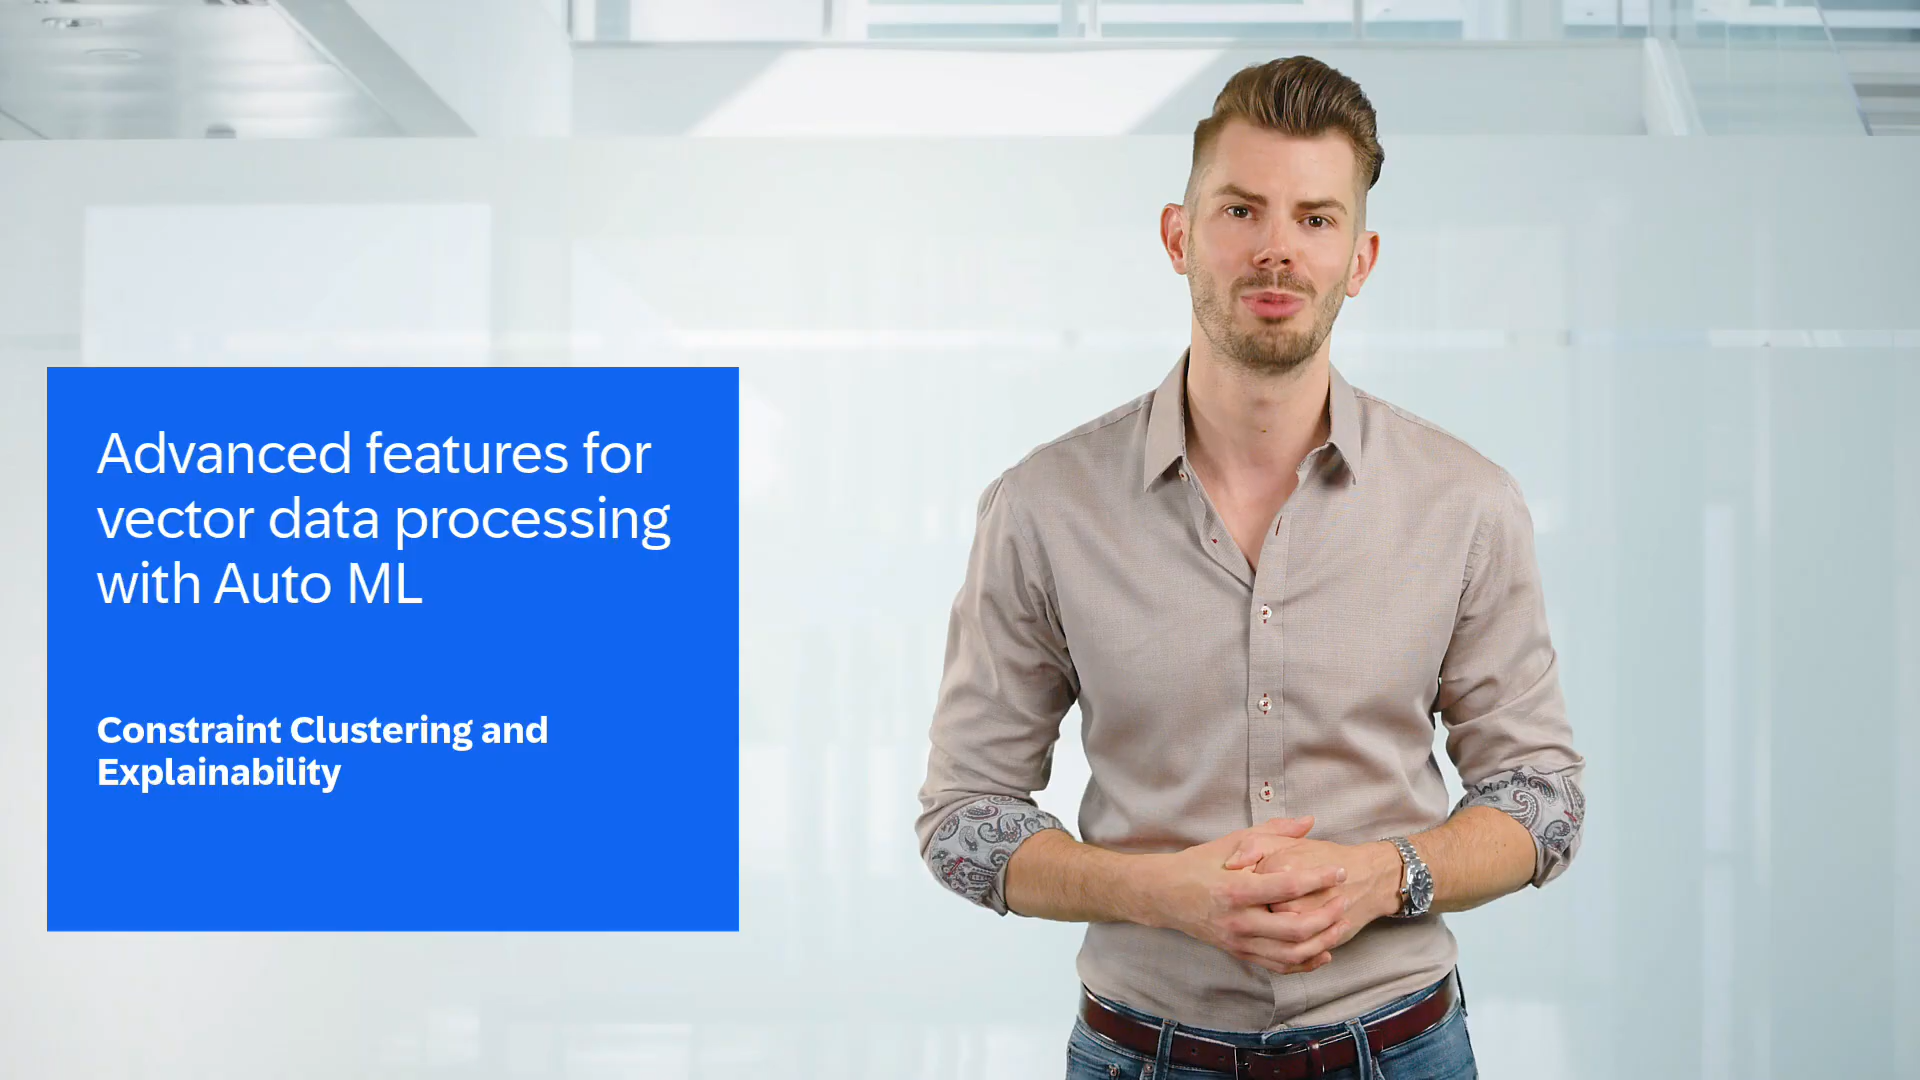 Advanced features for
vector data processing
with Auto ML
Constraint Clustering and
Explainability